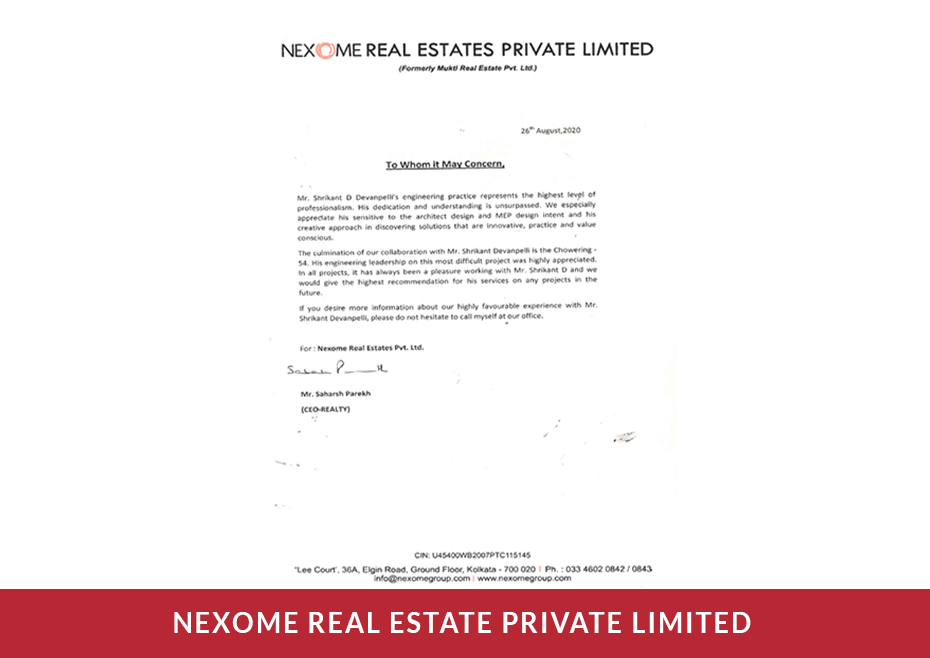 NEXOME REAL ESTATES PRIVATE LIMITED
(Formerly Mukti Real Estate Pvt. Ltd.)
26th August,2020
To Whom it May Concern,
Mr. Shrikant D Devanpelli's engineering practice represents the highest level of
professionalism. His dedication and understanding is unsurpassed. We especially
appreciate his sensitive to the architect design and MEP design intent and his
creative approach in discovering solutions that are innovative, practice and value
conscious.
The culmination of our collaboration with Mr. Shrikant Devanpelli is the Chowering -
54. His engineering leadership on this most difficult project was highly appreciated.
In all projects, it has always been a pleasure working with Mr. Shrikant D and we
would give the highest recommendation for his services on any projects in the
future.
If you desire more information about our highly favourable experience with Mr.
Shrikant Devanpelli, please do not hesitate to call myself at our office.
For : Nexome Real Estates Pvt. Ltd.
Mr. Saharsh Parekh
(CEO-REALTY)
CIN: U45400WB2007PTC115145
"Lee Court', 36A, Elgin Road, Ground Floor, Kolkata - 700 020 | Ph. : 033 4602 0842 / 0843
info@nexomegroup.com | www.nexomegroup.com
NEXOME REAL ESTATE PRIVATE LIMITED